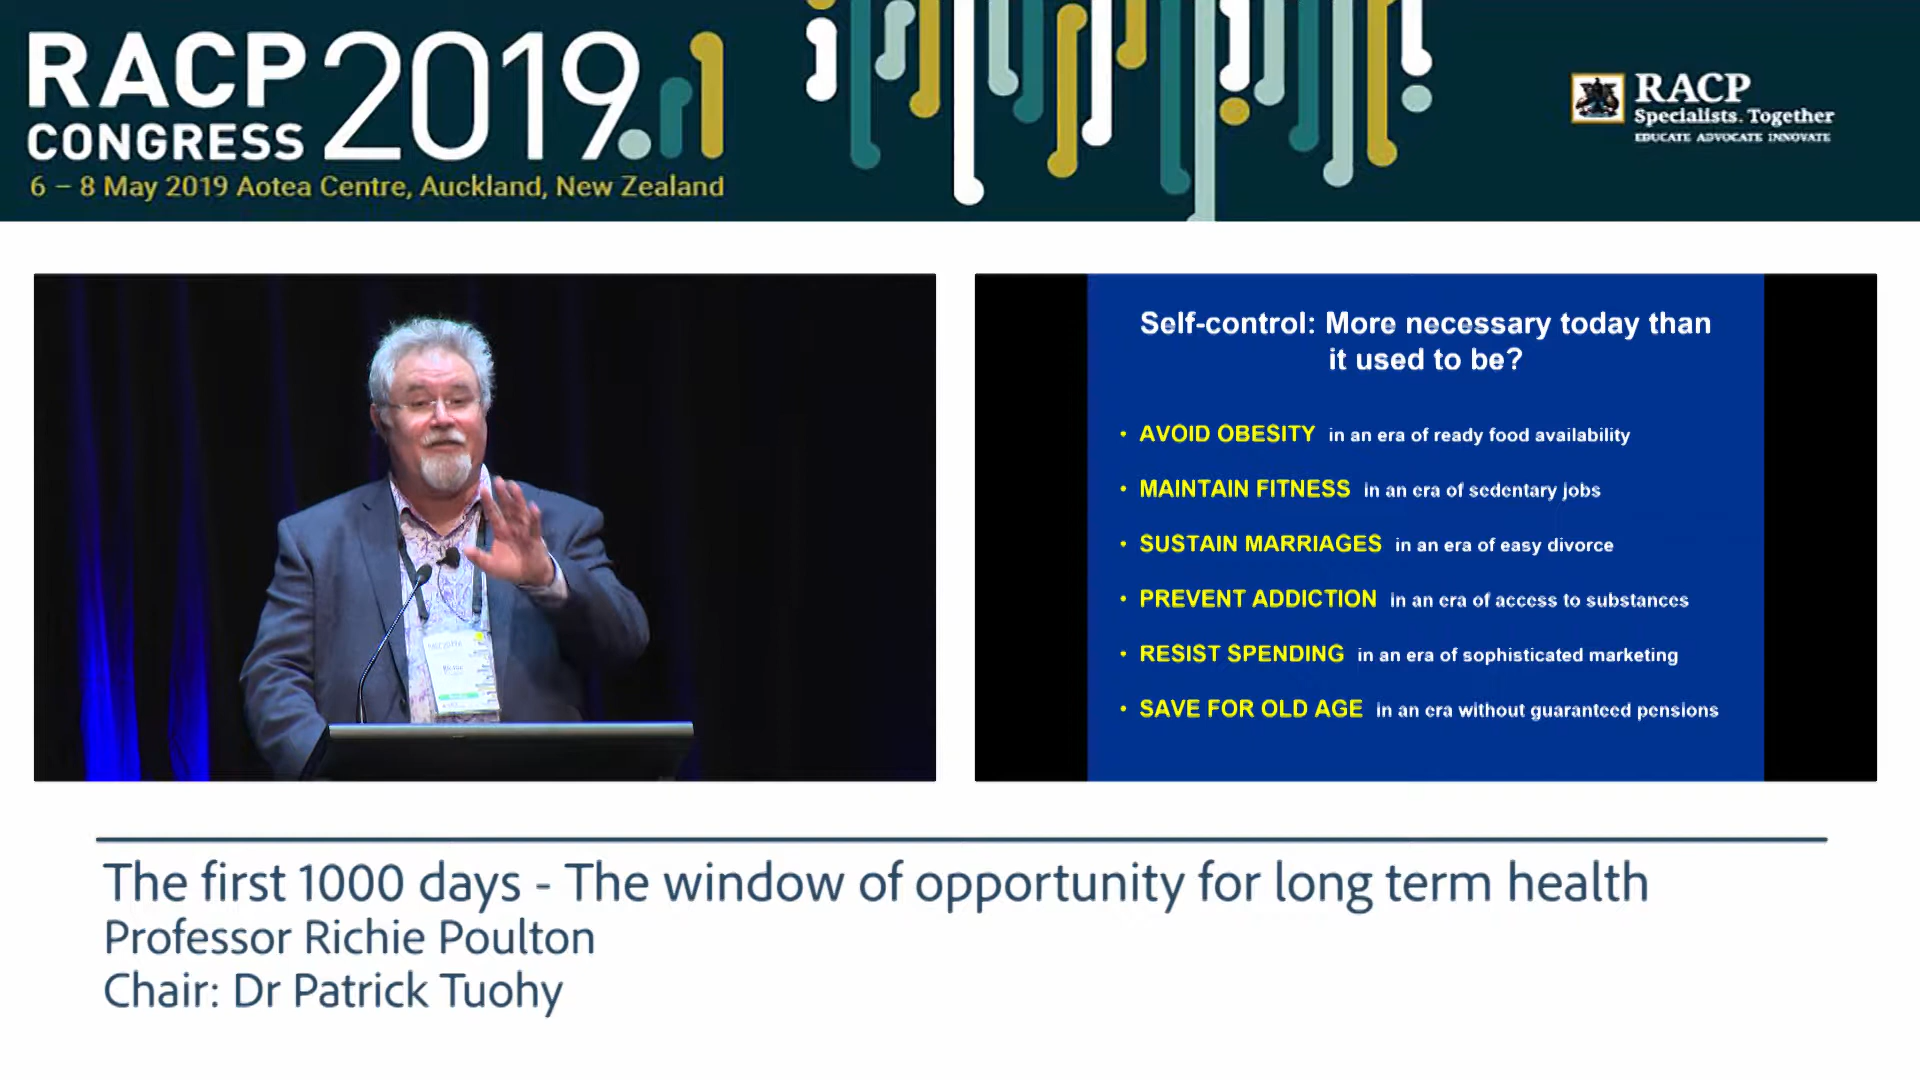 RACP
CONGRESS
2019
6 – 8 May 2019 Aotea Centre, Auckland, New Zealand
RACP
Specialists. Together
EDUCATE ADVOCATE INNOVATE
Self-control: More necessary today than
it used to be?
• AVOID OBESITY in an era of ready food availability
• MAINTAIN FITNESS in an era of sedentary jobs
• SUSTAIN MARRIAGES in an era of easy divorce
• PREVENT ADDICTION in an era of access to substances
• RESIST SPENDING in an era of sophisticated marketing
• SAVE FOR OLD AGE in an era without guaranteed pensions
The first 1000 days - The window of opportunity for long term health
Professor Richie Poulton
Chair: Dr Patrick Tuohy